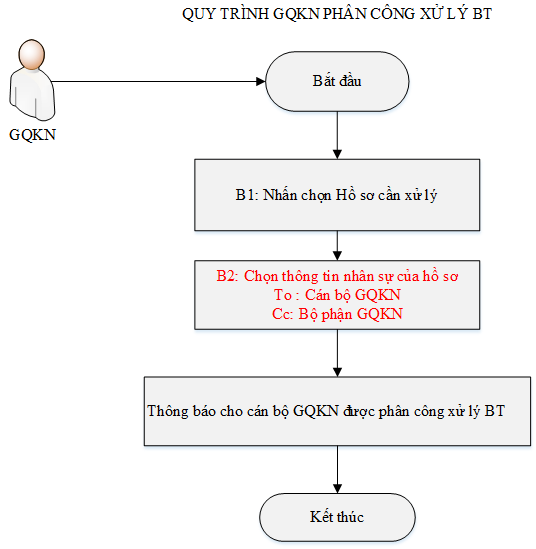 QUY TRÌNH GQKN PHÂN CÔNG XỬ LÝ BT
GQKN
Bắt đầu
B1: Nhấn chọn Hồ sơ cần xử lý
B2: Chọn thông tin nhân sự của hồ sơ
To : Cán bộ GQKN
Cc: Bộ phận GQKN
Thông báo cho cán bộ GQKN được phân công xử lý BT
Kết thúc